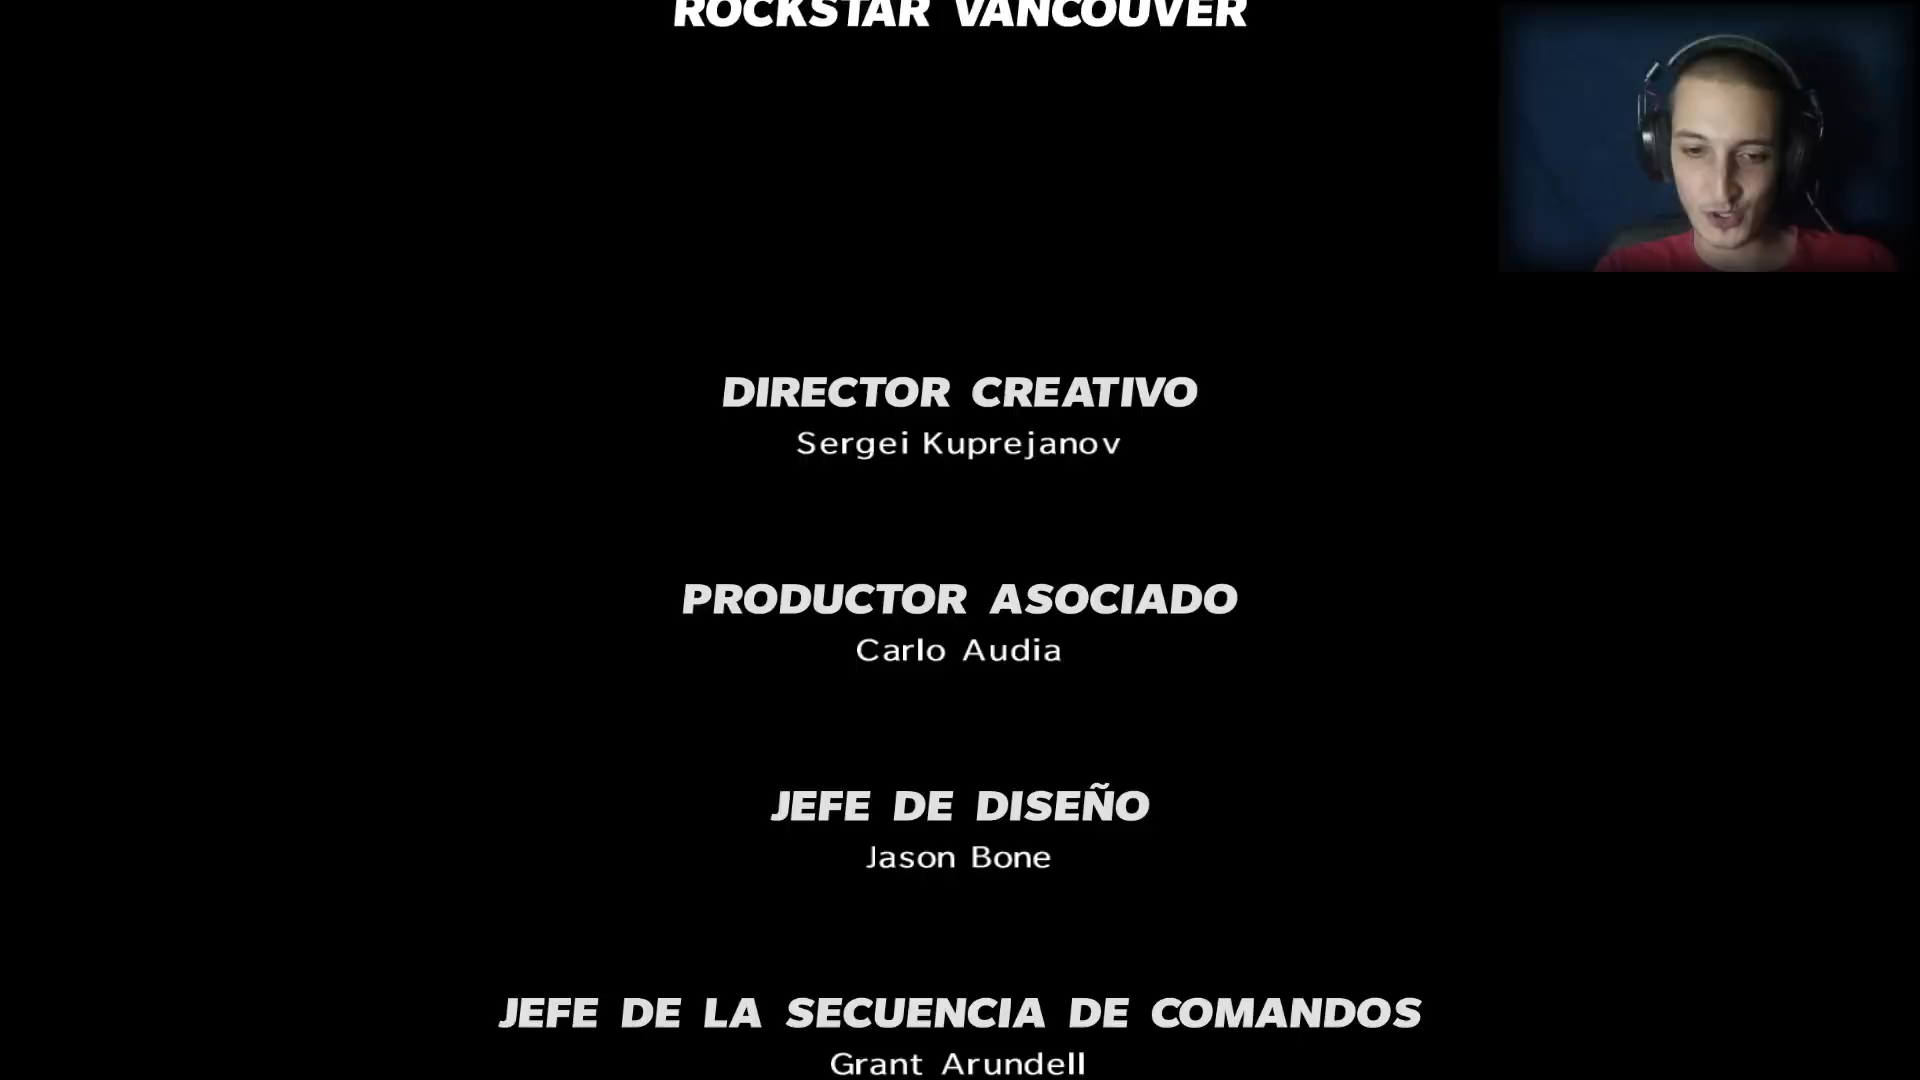 ROCKSTAR VANCOUVER
DIRECTOR CREATIVO
Sergei Kuprejanov
PRODUCTOR ASOCIADO
Carlo Audia
JEFE DE DISEÑO
Jason Bone
JEFE DE LA SECUENCIA DE COMANDOS
Grant Arundell